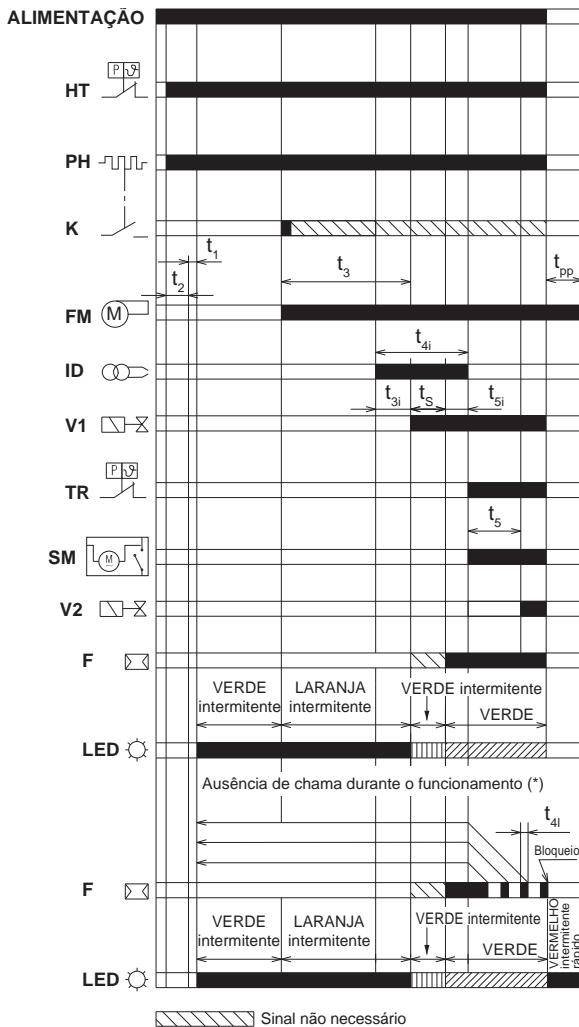 ALIMENTAÇÃO
P ϑ
HT
PH
K
t1
t2
t3
tpp
FM M
t4i
ID
t3i tS t5i
V1
P ϑ
TR
t5
SM M
V2
F
VERDE intermitente LARANJA intermitente VERDE intermitente
VERDE
LED
Ausência de chama durante o funcionamento (*)
t4l
Bloqueio
F
VERDE intermitente LARANJA intermitente VERDE intermitente
VERDE
VERMELHO intermitente rápido
LED
Sinal não necessário